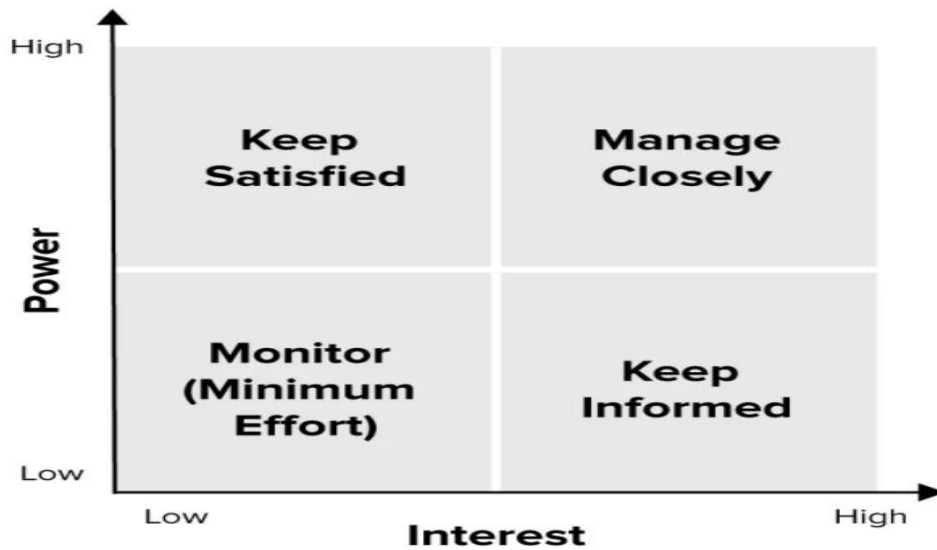 High
Keep
Satisfied
Manage
Closely
Power
Monitor
(Minimum
Effort)
Keep
Informed
Low
Low
Interest
High